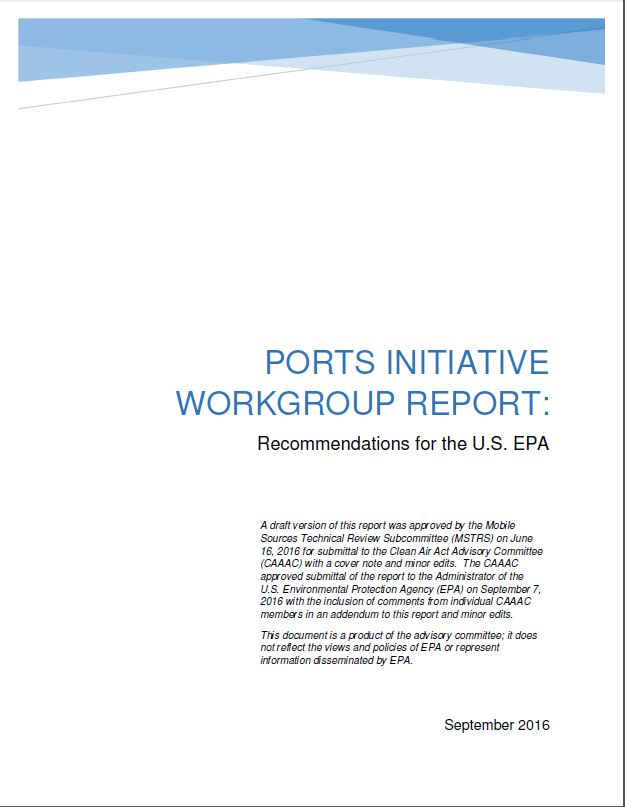 PORTS INITIATIVE
WORKGROUP REPORT:
Recommendations for the U.S. EPA
A draft version of this report was approved by the Mobile
Sources Technical Review Subcommittee (MSTRS) on June
16, 2016 for submittal to the Clean Air Act Advisory Committee
(CAAAC) with a cover note and minor edits.  The CAAAC
approved submittal of the report to the Administrator of the
U.S. Environmental Protection Agency (EPA) on September 7,
2016 with the inclusion of comments from individual CAAAC
members in an addendum to this report and minor edits.
This document is a product of the advisory committee; it does
not reflect the views and policies of EPA or represent
information disseminated by EPA.
September 2016